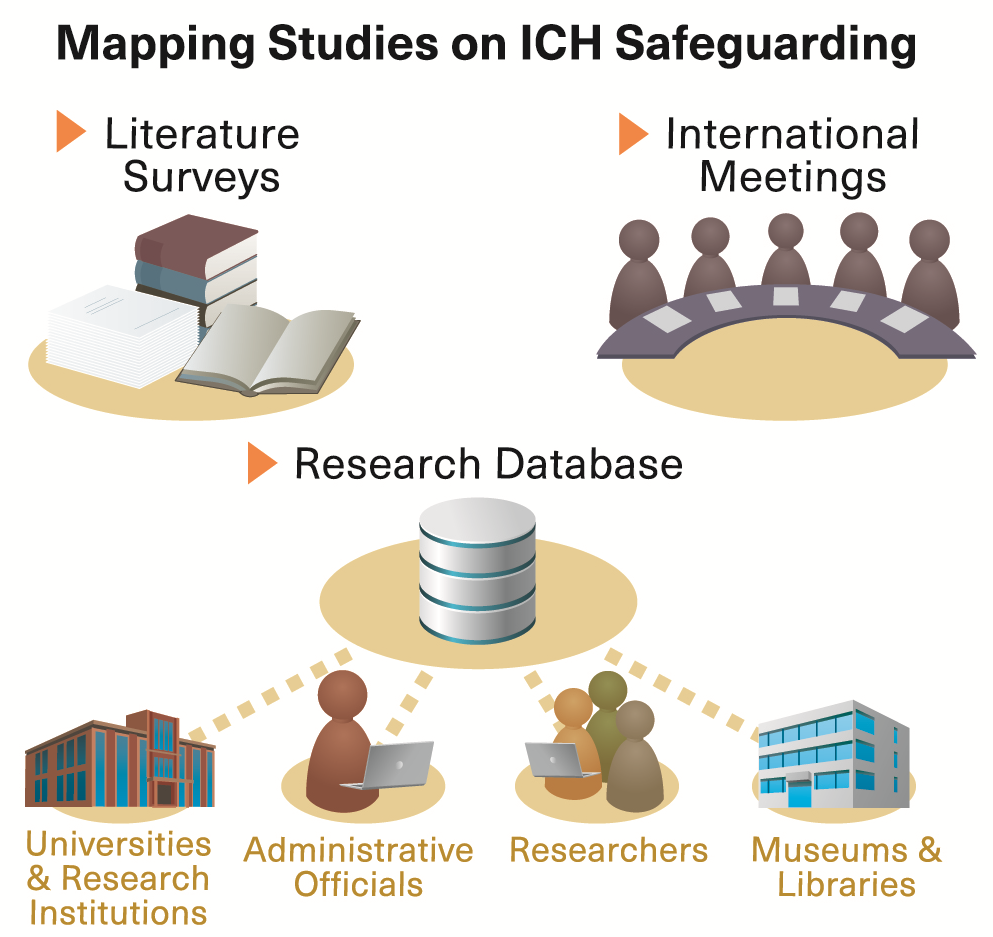 Mapping Studies on ICH Safeguarding
Literature
Surveys
International
Meetings
Research Database
Universities
& Research
Institutions
Administrative
Officials
Researchers
Museums &
Libraries